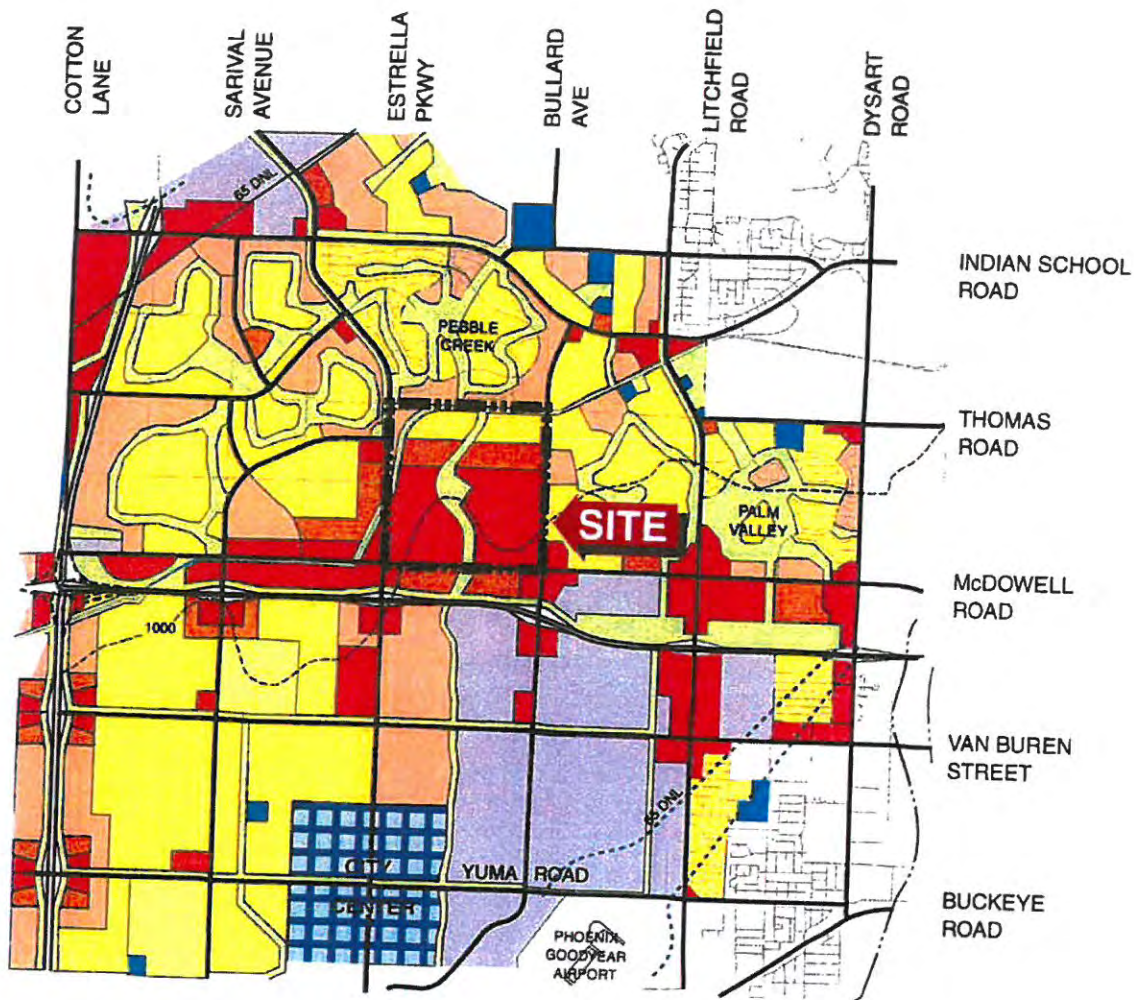 COTTON
LANE
SARIVAL
AVENUE
ESTRELLA
PKWY
BULLARD
AVE
LITCHFIELD
ROAD
DYSART
ROAD
65 DNL
INDIAN SCHOOL
ROAD
PEBBLE
CREEK
THOMAS
ROAD
PALM
VALLEY
SITE
McDOWELL
ROAD
1000
VAN BUREN
STREET
65 DNL
CITY
CENTER
YUMA ROAD
BUCKEYE
ROAD
PHOENIX
GOODYEAR
AIRPORT